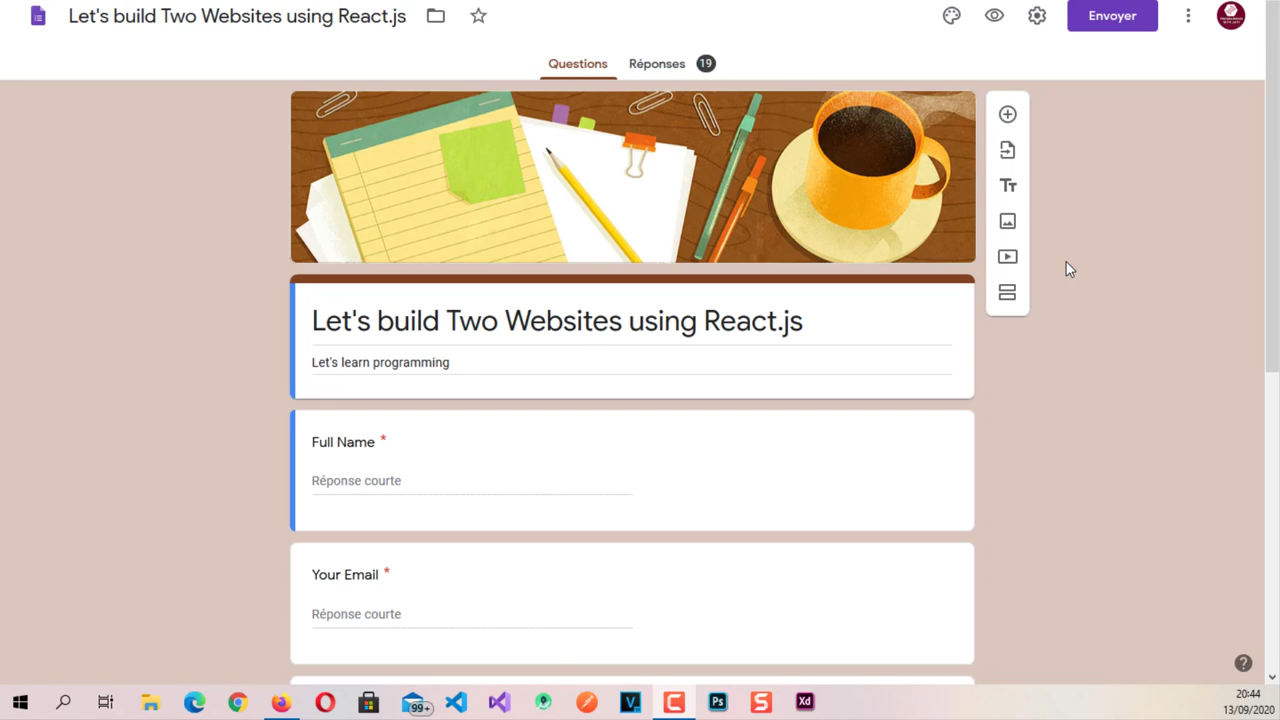 Let's build Two Websites using React.js
Envoyer
Questions
Réponses 19
Let's build Two Websites using React.js
Let's learn programming
Full Name *
Réponse courte
Your Email *
Réponse courte
99+
20:44
13/09/2020